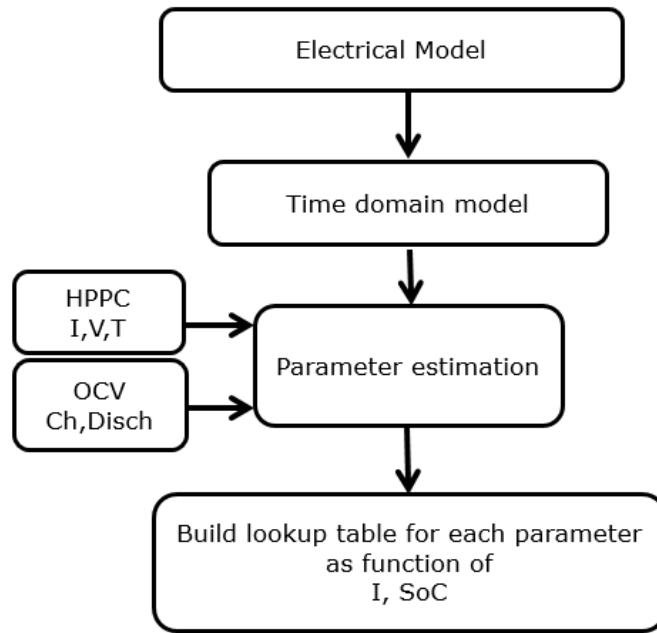 Electrical Model
Time domain model
HPPC
I,V,T
OCV
Ch,Disch
Parameter estimation
Build lookup table for each parameter
as function of
I, SoC